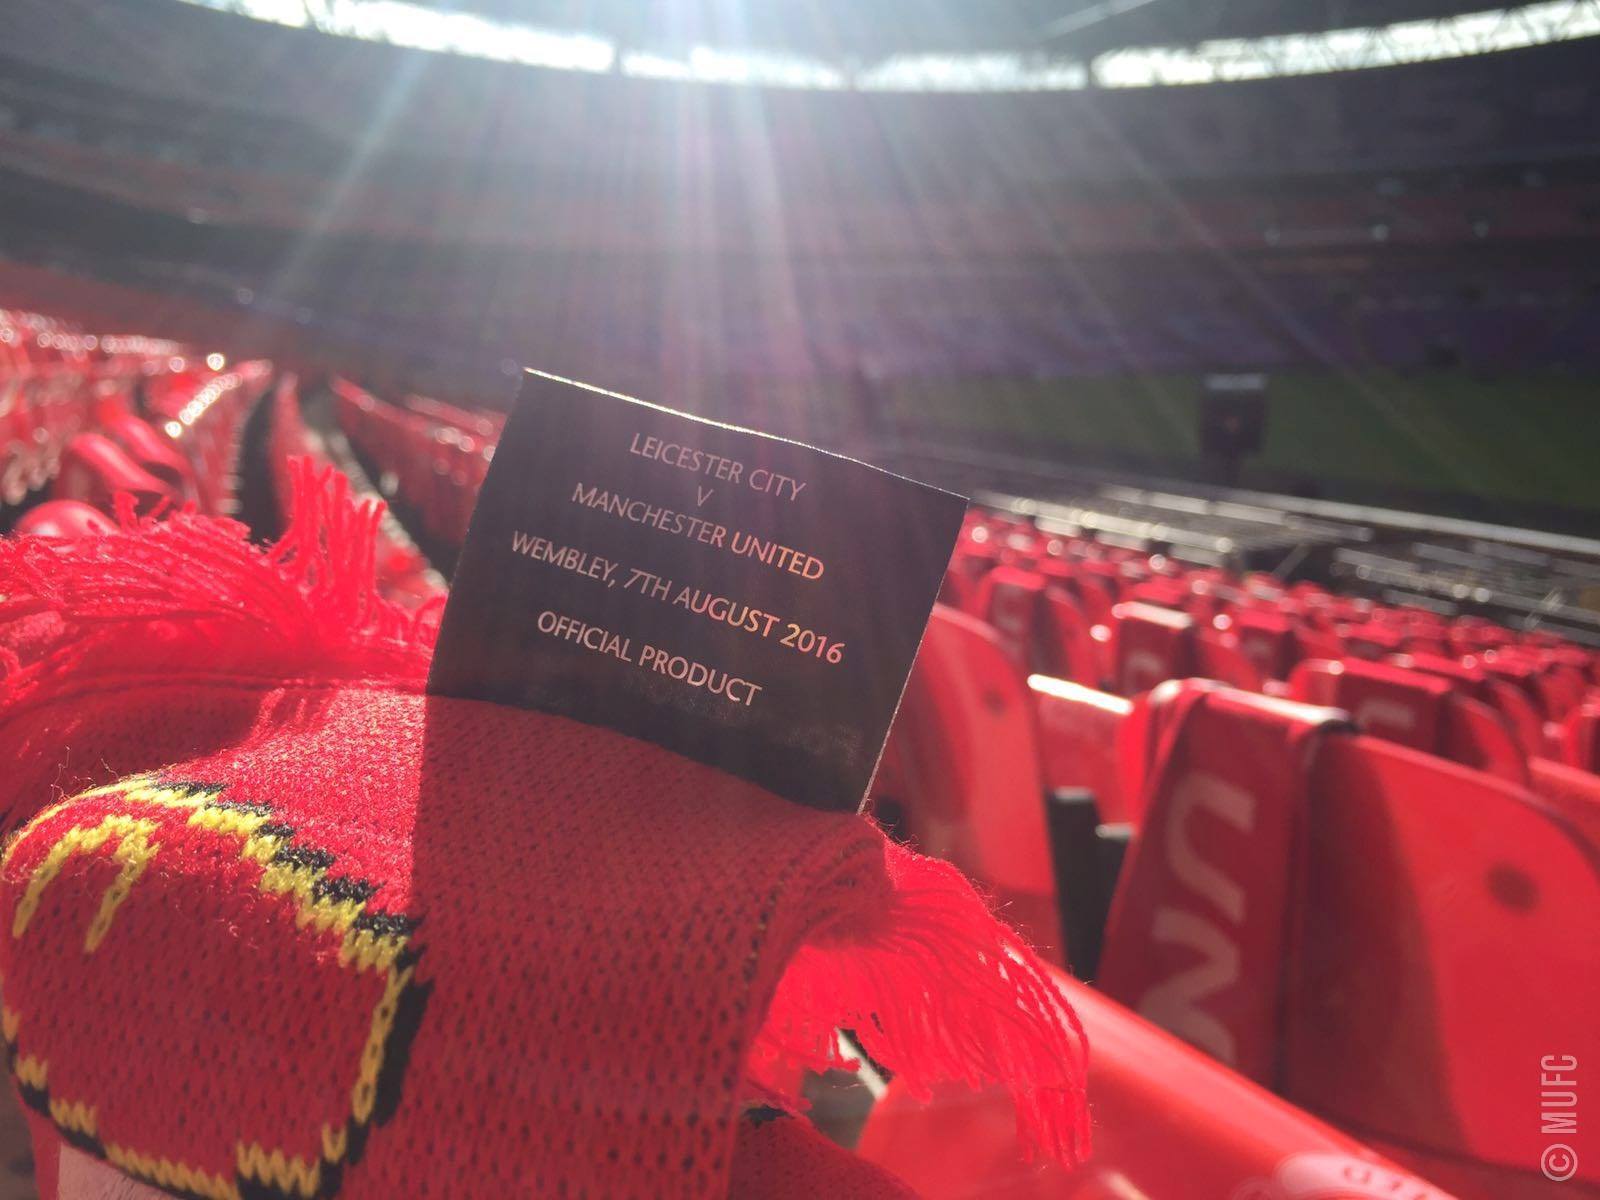 LEICESTER CITY
V
MANCHESTER UNITED
WEMBLEY, 7TH AUGUST 2016
OFFICIAL PRODUCT
© MUFC